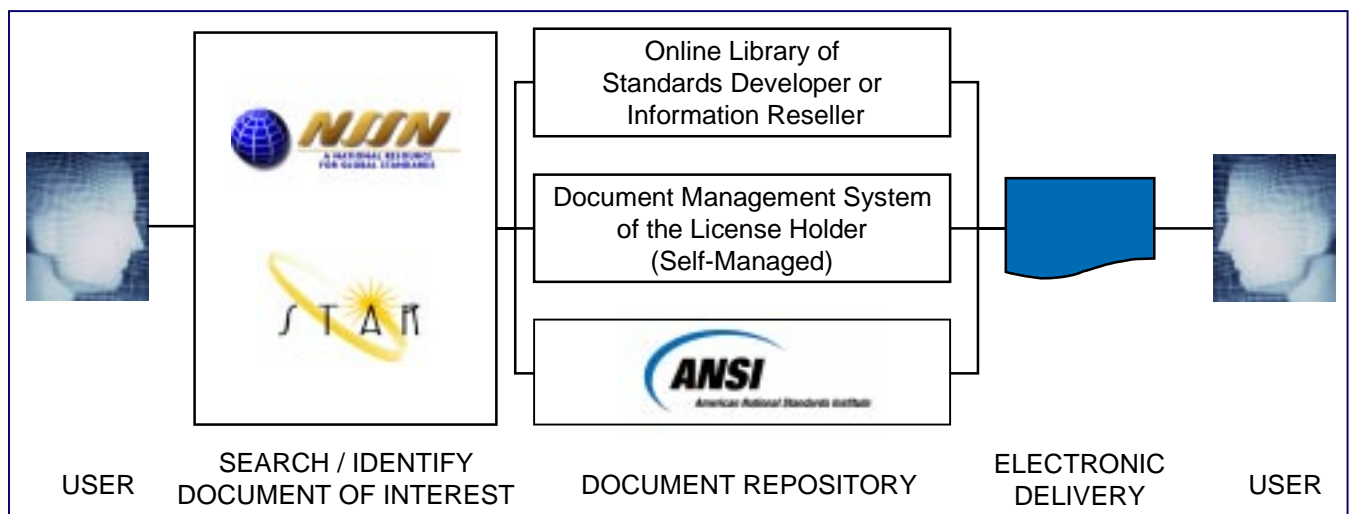 NSSN
A NATIONAL RESOURCE
FOR GLOBAL STANDARDS
STAR
Online Library of
Standards Developer or
Information Reseller
Document Management System
of the License Holder
(Self-Managed)
ANSI
American National Standards Institute
USER
SEARCH / IDENTIFY
DOCUMENT OF INTEREST
DOCUMENT REPOSITORY
ELECTRONIC
DELIVERY
USER